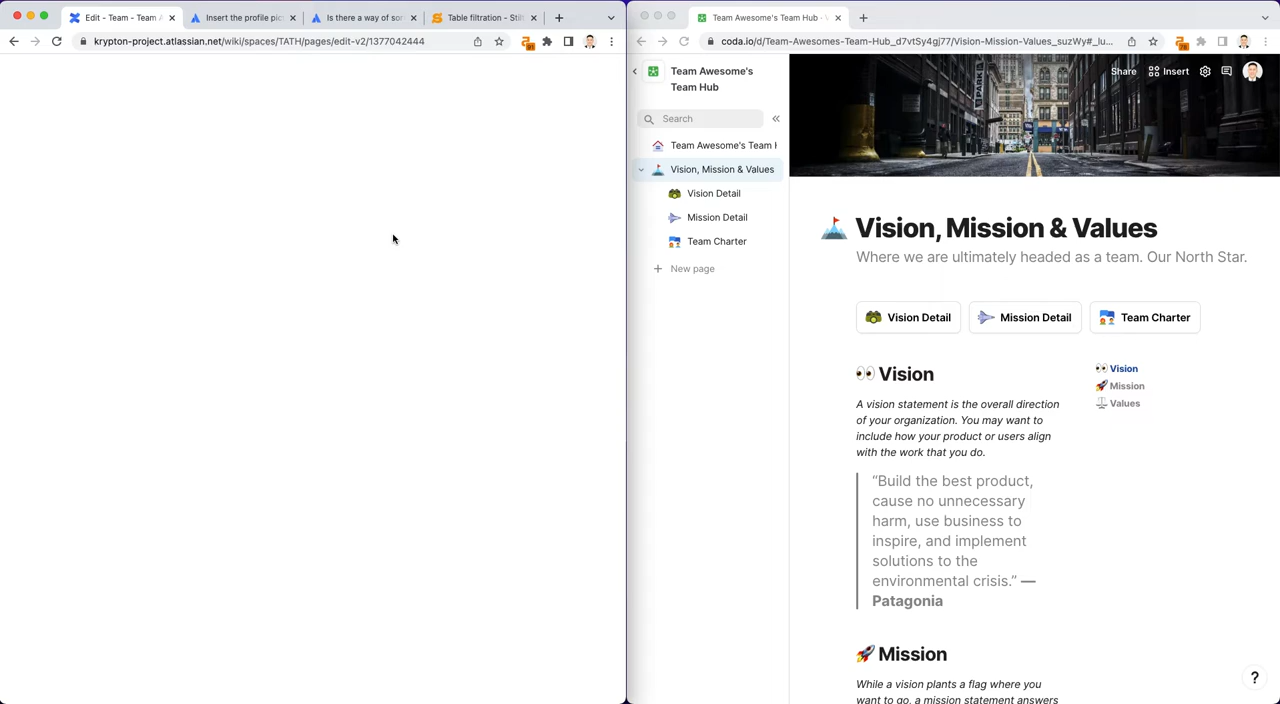 Edit - Team - Team A
Insert the profile pic
Is there a way of sor
Table filtration - Stil
krypton-project.atlassian.net/wiki/spaces/TATH/pages/edit-v2/1377042444
Team Awesome's Team Hub ·
coda.io/d/Team-Awesomes-Team-Hub_d7vtSy4gj77/Vision-Mission-Values_suzWy#_lu...
Team Awesome's
Team Hub
Search
Team Awesome's Team H
Vision, Mission & Values
Vision Detail
Mission Detail
Team Charter
New page
Share
Insert
PARK
Vision, Mission & Values
Where we are ultimately headed as a team. Our North Star.
Vision Detail
Mission Detail
Team Charter
Vision
A vision statement is the overall direction
of your organization. You may want to
include how your product or users align
with the work that you do.
“Build the best product,
cause no unnecessary
harm, use business to
inspire, and implement
solutions to the
environmental crisis.” —
Patagonia
Vision
Mission
Values
Mission
While a vision plants a flag where you
want to go, a mission statement answers
?